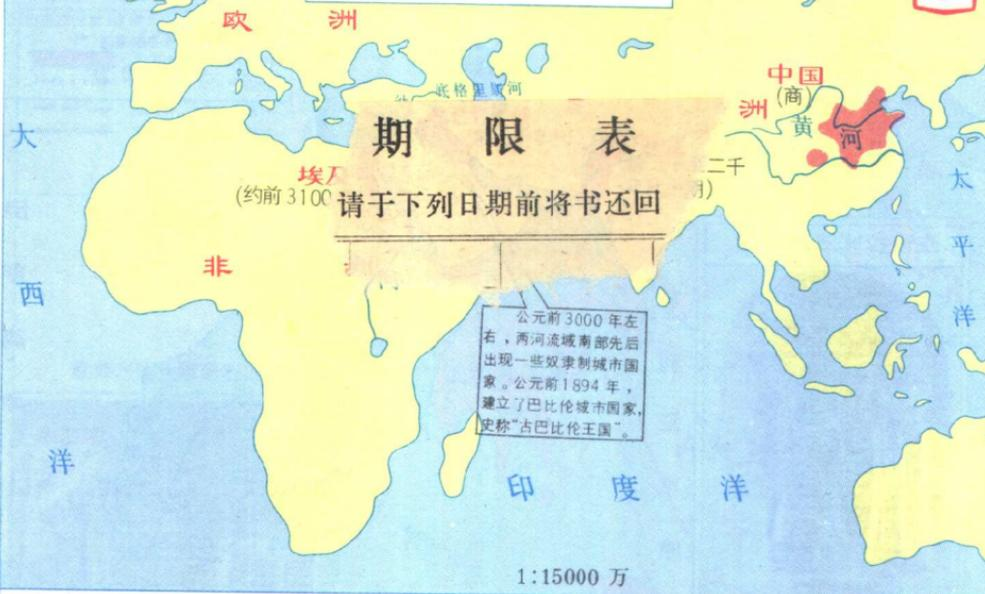 欧 洲
底格里斯河
中国
(商)
洲
黄
河
大
西
洋
太
平
洋
期 限 表
请于下列日期前将书还回
埃及
(约前3100
二千
非
公元前3000年左
右，两河流域南部先后
出现一些奴隶制城市国
家。公元前1894年，
建立了巴比伦城市国家，
史称“古巴比伦王国”。
印 度 洋
1:15000 万